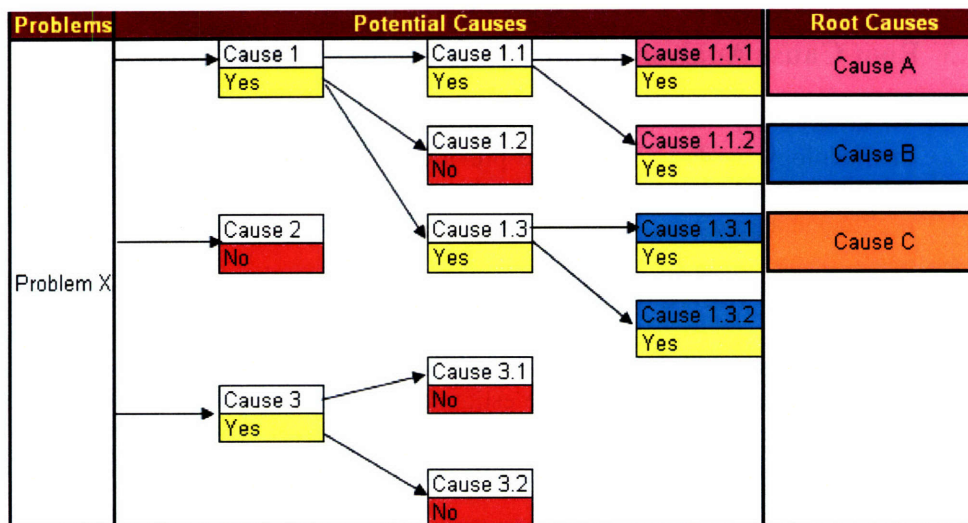 Problems Potential Causes Root Causes
Cause 1 Cause 1.1 Cause 1.1.1 Cause A
Yes Yes Yes
Cause 1.2 Cause 1.1.2 Cause B
No Yes
Cause 2 Cause 1.3 Cause 1.3.1 Cause C
No Yes Yes
Problem X
Cause 1.3.2
Yes
Cause 3 Cause 3.1
Yes No
Cause 3.2
No